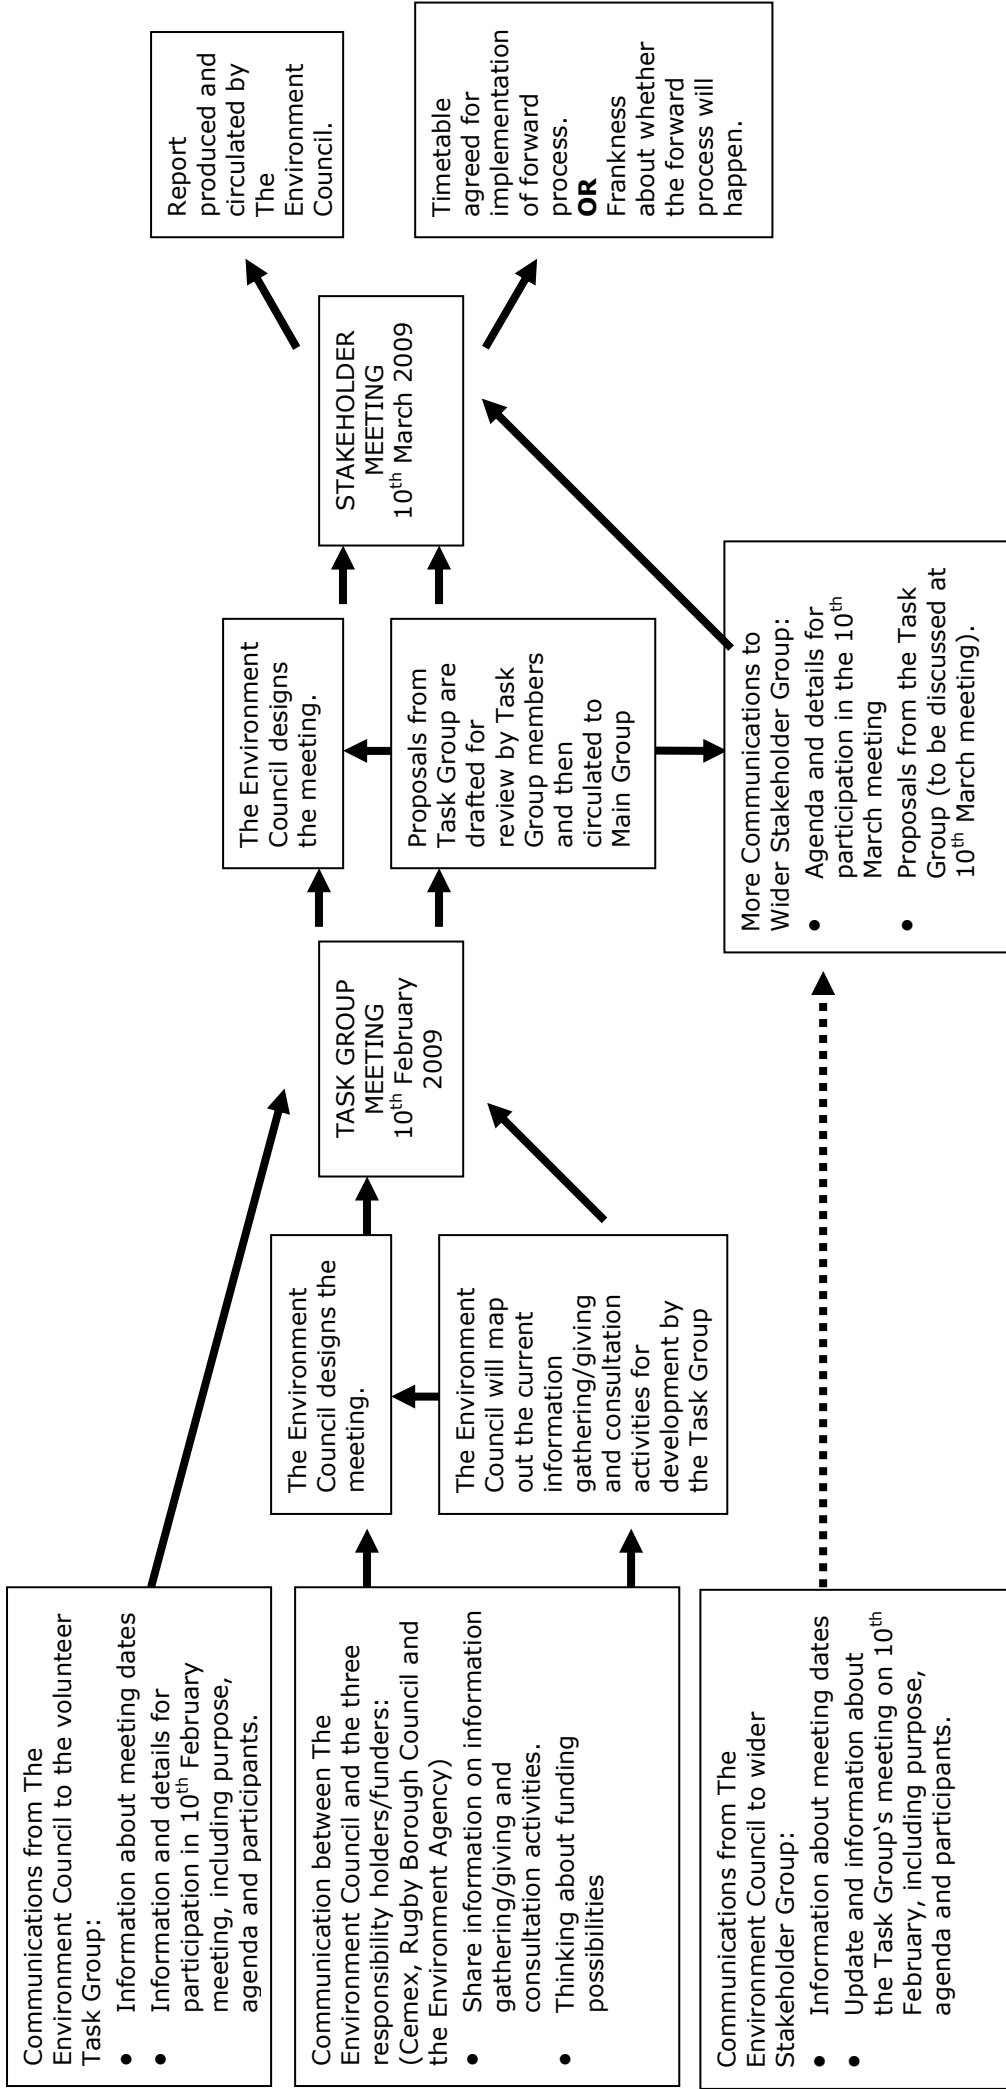 Communications from The
Environment Council to the volunteer
Task Group:
• Information about meeting dates
• Information and details for
participation in 10th February
meeting, including purpose,
agenda and participants.
Communication between The
Environment Council and the three
responsibility holders/funders:
(Cemex, Rugby Borough Council and
the Environment Agency)
• Share information on information
gathering/giving and
consultation activities.
• Thinking about funding
possibilities
Communications from The
Environment Council to wider
Stakeholder Group:
• Information about meeting dates
• Update and information about
the Task Group‘s meeting on 10th
February, including purpose,
agenda and participants.
The Environment
Council designs the
meeting.
The Environment
Council will map
out the current
information
gathering/giving
and consultation
activities for
development by
the Task Group
TASK GROUP
MEETING
10th February
2009
The Environment
Council designs
the meeting.
Proposals from
Task Group are
drafted for
review by Task
Group members
and then
circulated to
Main Group
More Communications to
Wider Stakeholder Group:
• Agenda and details for
participation in the 10th
March meeting
• Proposals from the Task
Group (to be discussed at
10th March meeting).
STAKEHOLDER
MEETING
10th March 2009
Report
produced and
circulated by
The
Environment
Council.
Timetable
agreed for
implementation
of forward
process.
OR
Frankness
about whether
the forward
process will
happen.